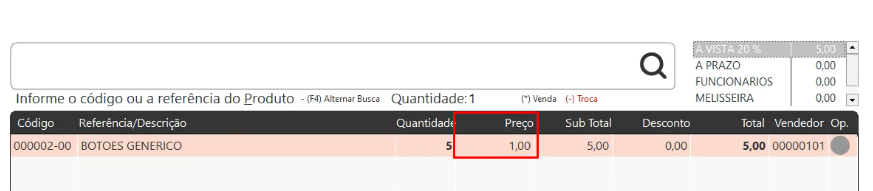 A VISTA 20 % 5,00
A PRAZO 0,00
FUNCIONARIOS 0,00
MELISSEIRA 0,00
Informe o código ou a referência do Produto - (F4) Alternar Busca Quantidade:1 (*) Venda (-) Troca
Código Referência/Descrição Quantidade Preço Sub Total Desconto Total Vendedor Op.
000002-00 BOTOES GENERICO 5 1,00 5,00 0,00 5,00 00000101